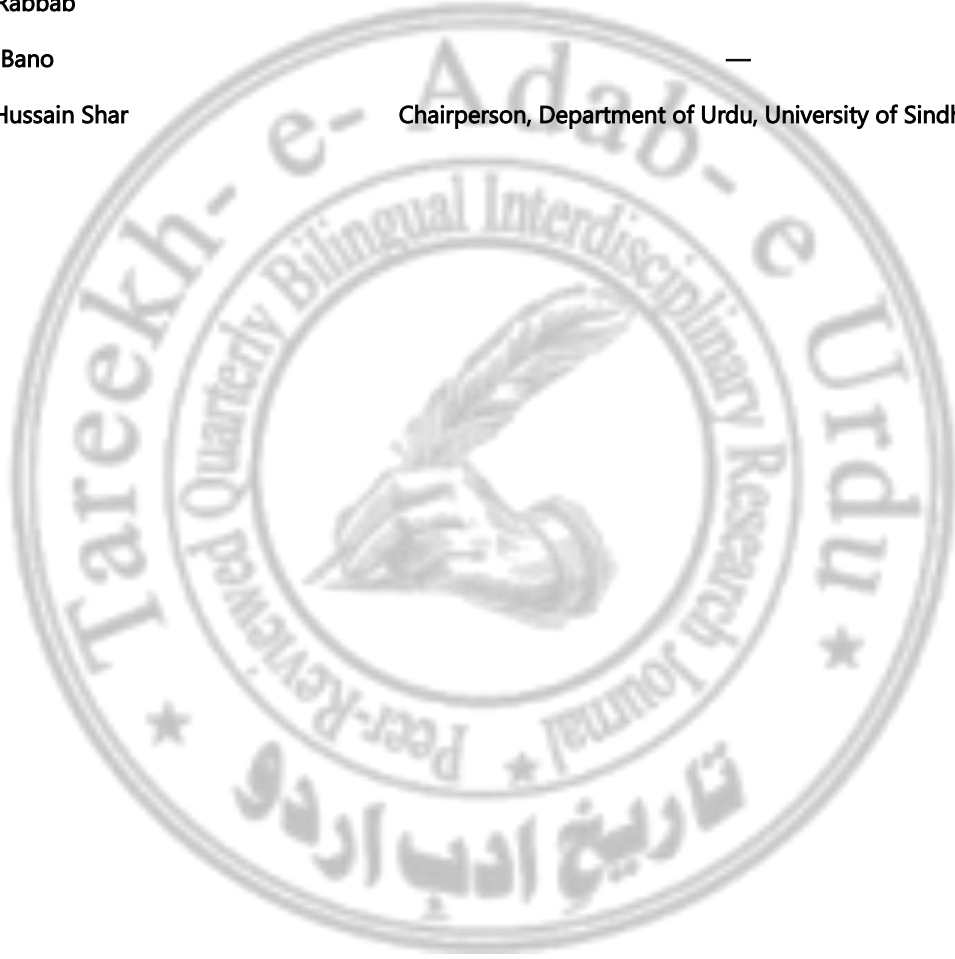 Rabbab
Bano —
Hussain Shar Chairperson, Department of Urdu, University of Sindh
Tareekh- e- Adab- e Urdu
Peer-Reviewed Quarterly Bilingual Interdisciplinary Research Journal
تاریخِ ادبِ اردو